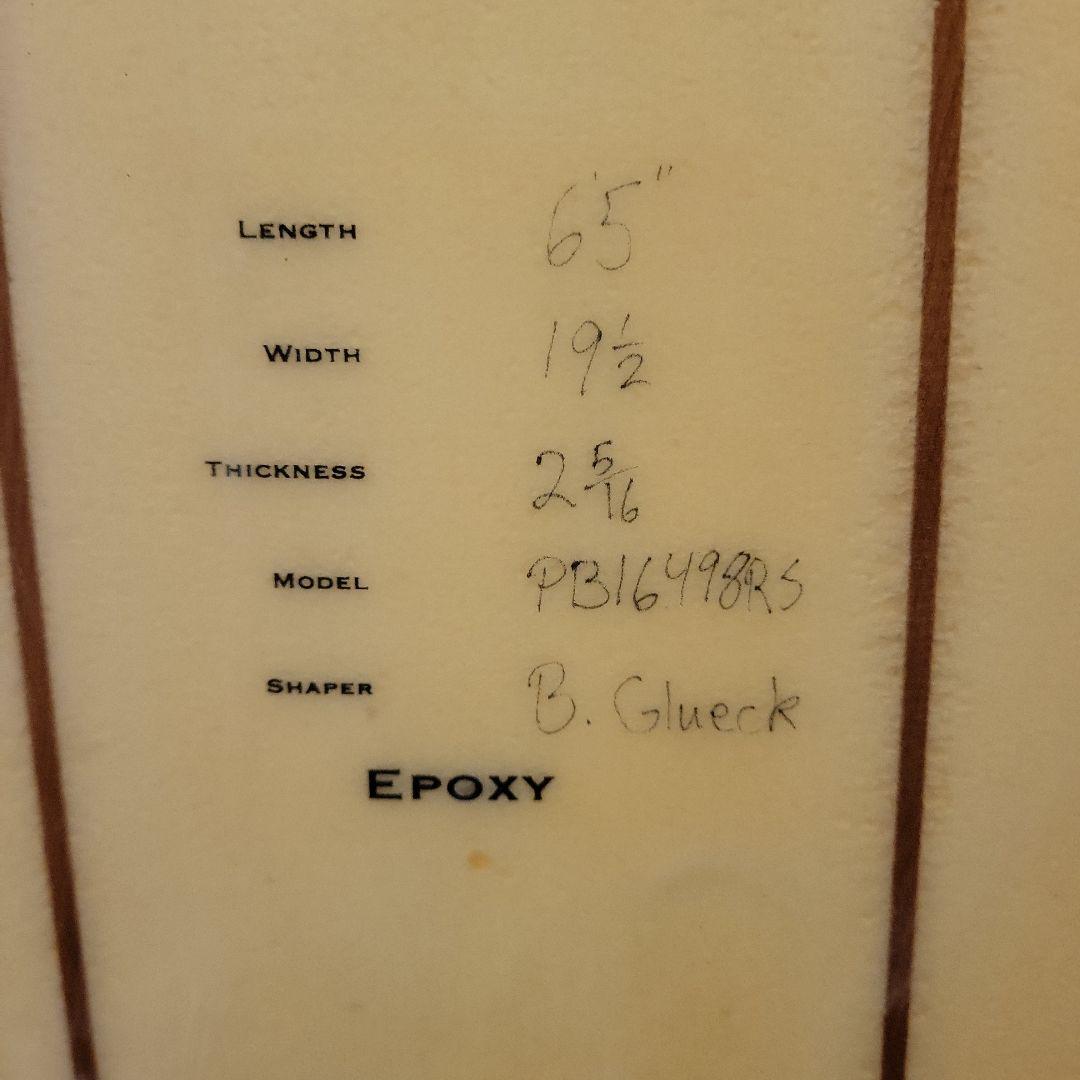 LENGTH 6'5"
WIDTH 19 1/2
THICKNESS 2 5/16
MODEL PB16498RS
SHAPER B. Glueck
EPOXY